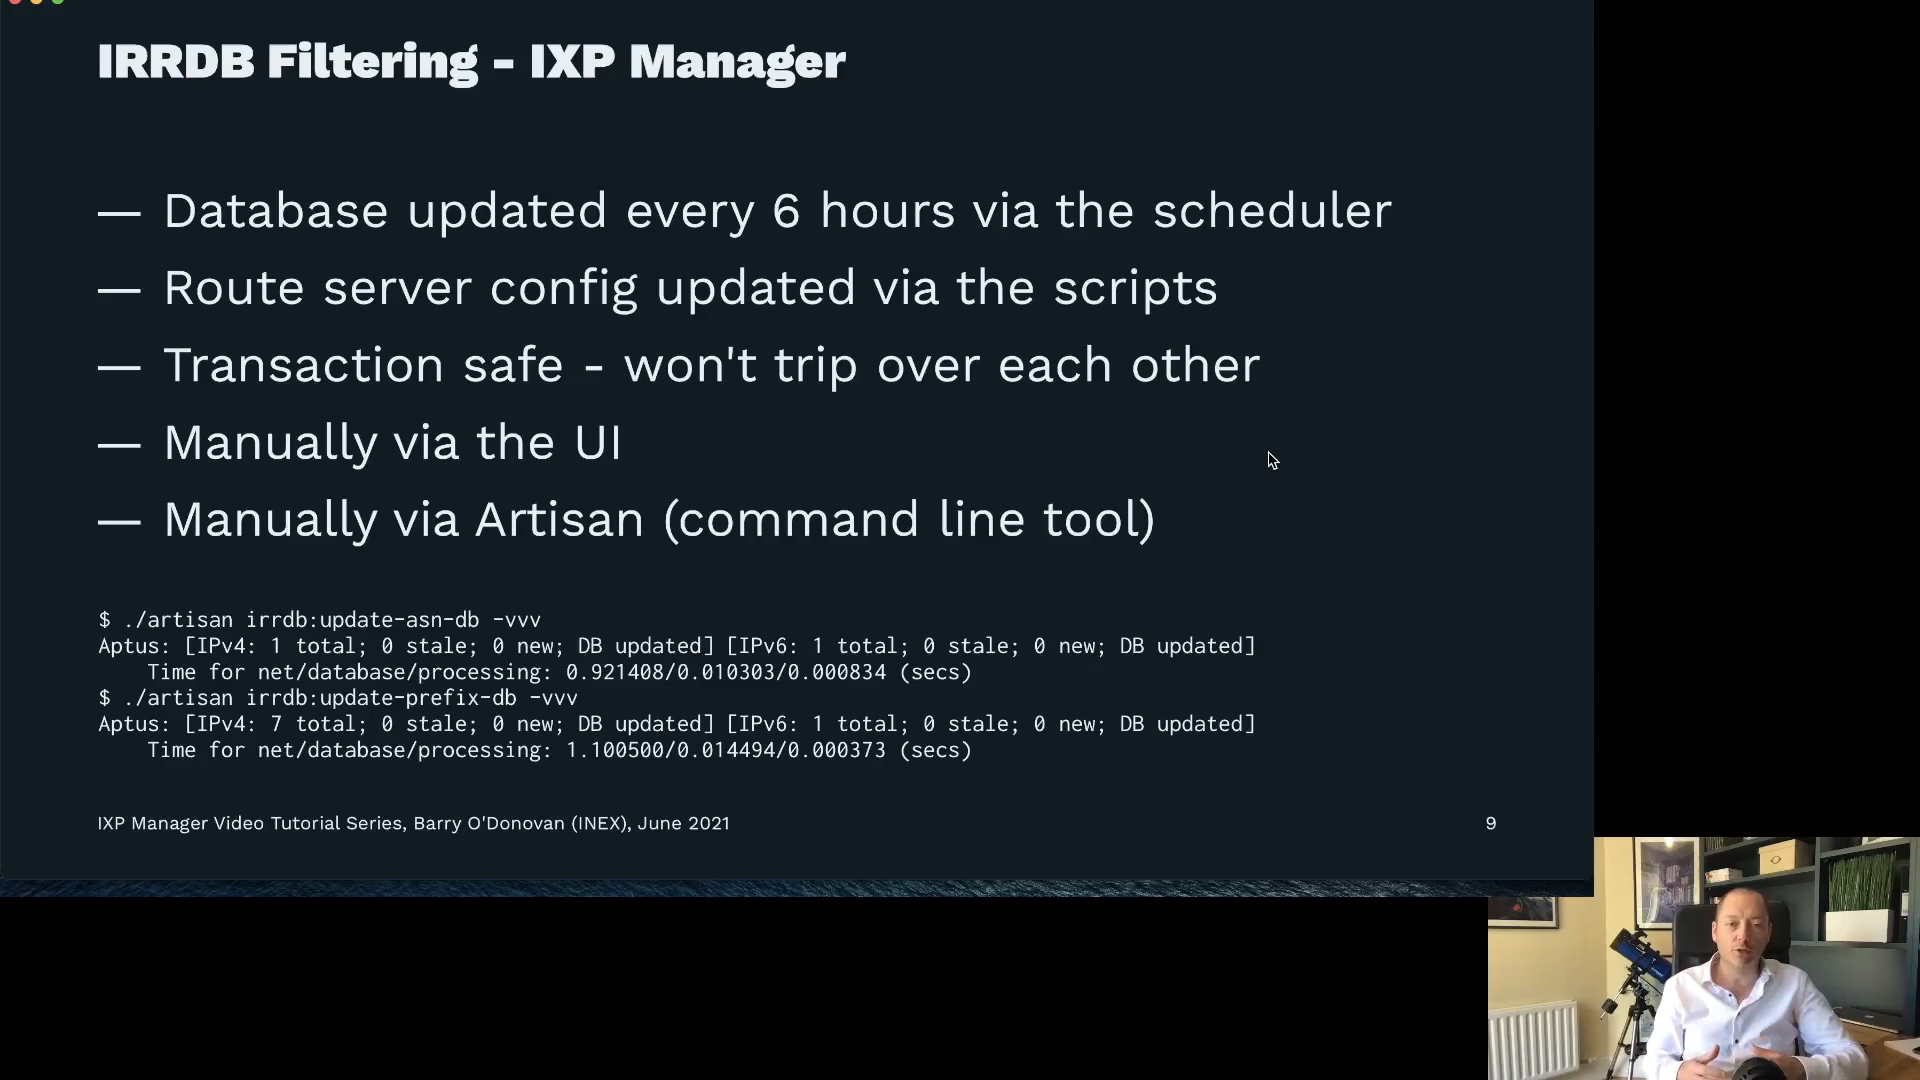 IRRDB Filtering - IXP Manager
— Database updated every 6 hours via the scheduler
— Route server config updated via the scripts
— Transaction safe - won't trip over each other
— Manually via the UI
— Manually via Artisan (command line tool)
$ ./artisan irrdb:update-asn-db -vvv
Aptus: [IPv4: 1 total; 0 stale; 0 new; DB updated] [IPv6: 1 total; 0 stale; 0 new; DB updated]
Time for net/database/processing: 0.921408/0.010303/0.000834 (secs)
$ ./artisan irrdb:update-prefix-db -vvv
Aptus: [IPv4: 7 total; 0 stale; 0 new; DB updated] [IPv6: 1 total; 0 stale; 0 new; DB updated]
Time for net/database/processing: 1.100500/0.014494/0.000373 (secs)
IXP Manager Video Tutorial Series, Barry O'Donovan (INEX), June 2021
9